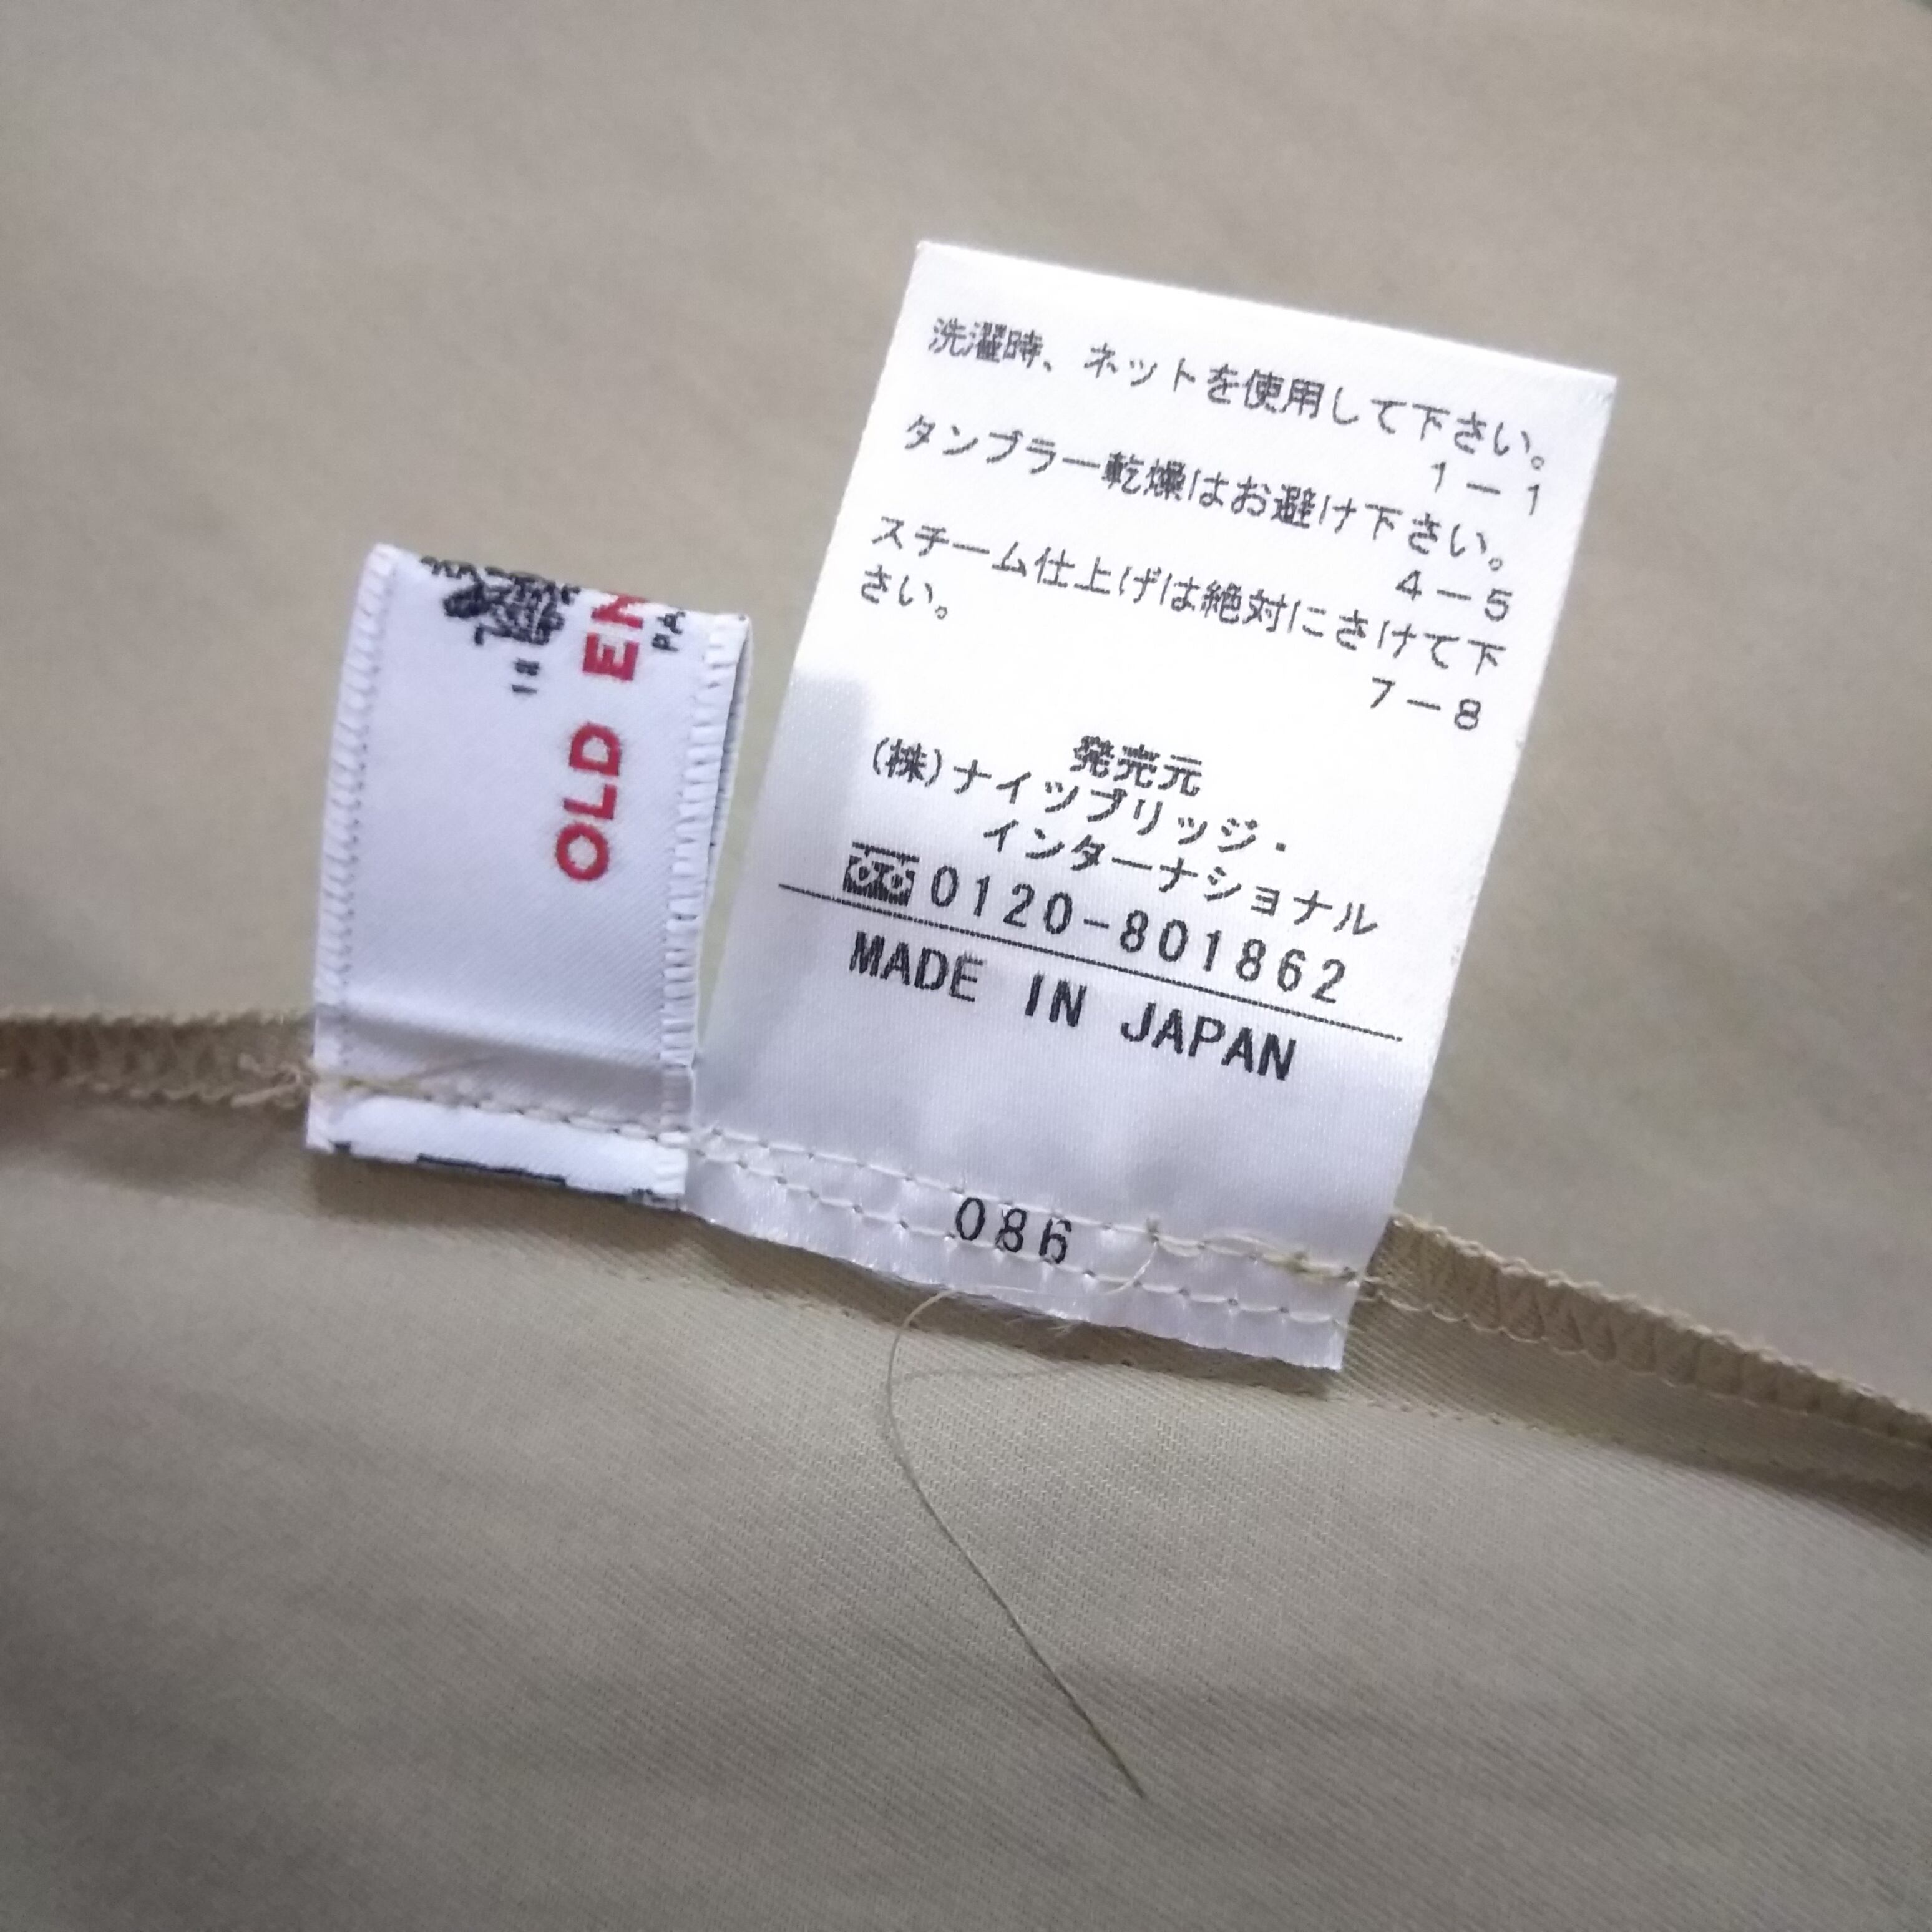 洗濯時、ネットを使用して下さい。
1－1
タンブラー乾燥はお避け下さい。
4－5
スチーム仕上げは絶対にさけて下
さい。
7－8
発売元
(株)ナイツブリッジ・
インターナショナル
0120-801862
MADE IN JAPAN
086
OLD EN
PA
18